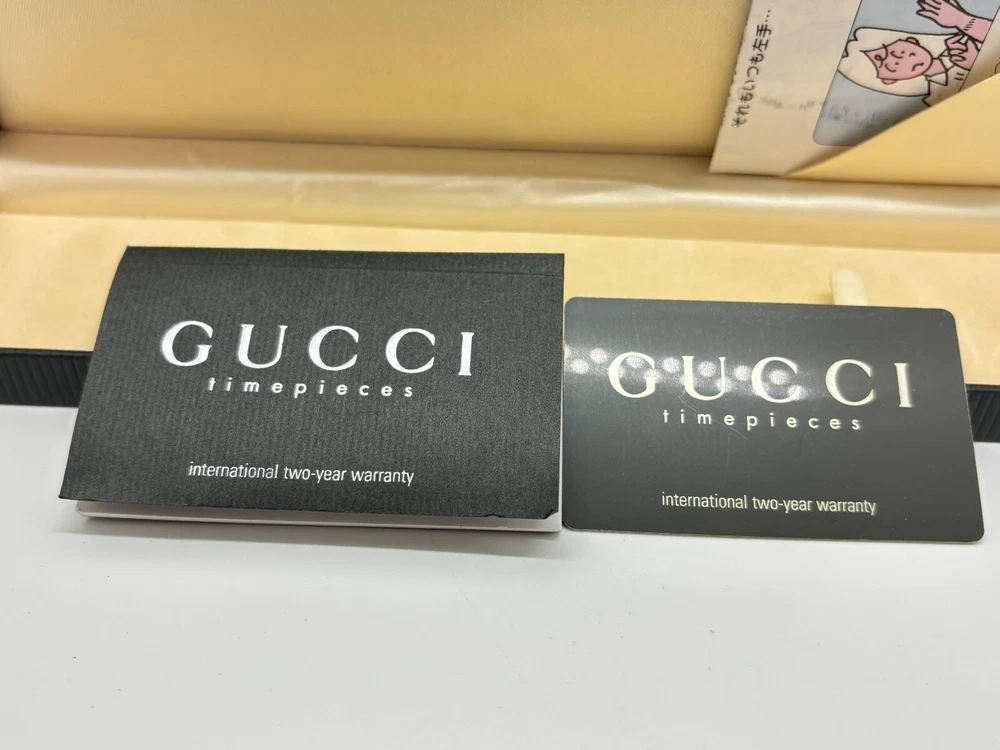 それもいつも左手…
GUCCI
timepieces
international two-year warranty
GUCCI
timepieces
international two-year warranty